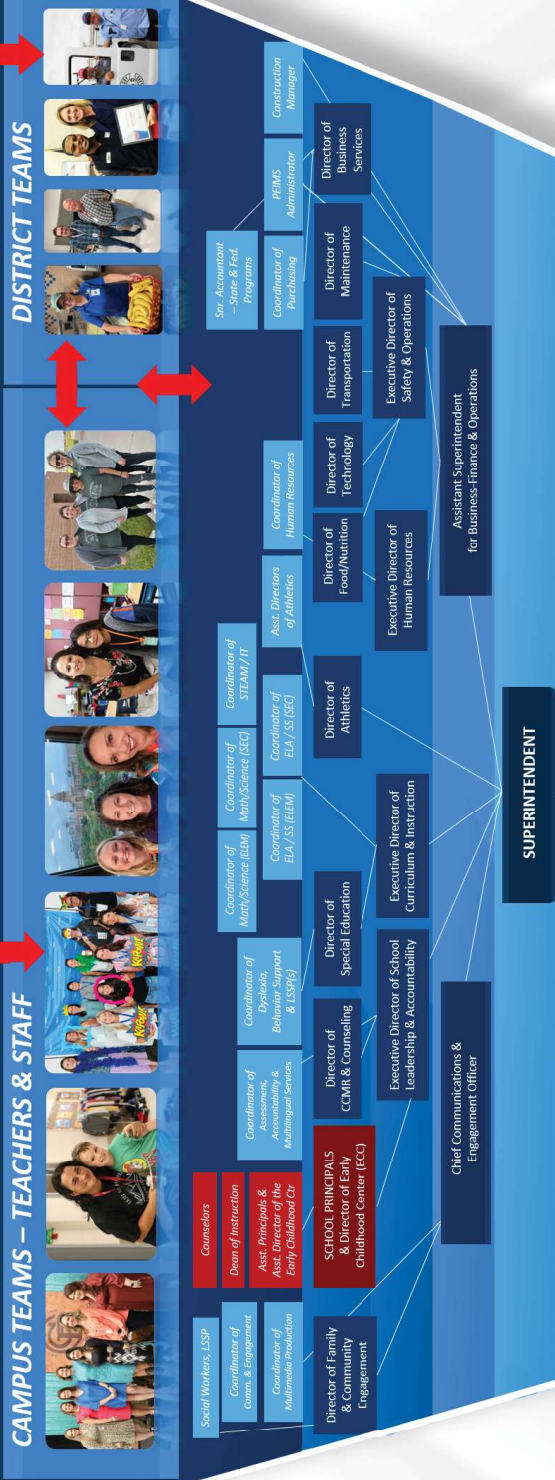 CAMPUS TEAMS – TEACHERS & STAFF
DISTRICT TEAMS
KAPOW!
KAPOW!
Social Workers, LSSP
Coordinator of
Comm. & Engagement
Coordinator of
Multimedia Production
Counselors
Dean of Instruction
Asst. Principals &
Asst. Director of the
Early Childhood Ctr
Coordinator of
Assessment,
Accountability &
Multilingual Services
Coordinator of
Dyslexia,
Behavior Support
& LSSP(s)
Coordinator of
Math/Science (ELEM)
Coordinator of
Math/Science (SEC)
Coordinator of
STEAM / IT
Coordinator of
ELA / SS (ELEM)
Coordinator of
ELA / SS (SEC)
Asst. Directors
of Athletics
Coordinator of
Human Resources
Snr. Accountant
– State & Fed.
Programs
Coordinator of
Purchasing
PEIMS
Administrator
Construction
Manager
Director of Family
& Community
Engagement
SCHOOL PRINCIPALS
& Director of Early
Childhood Center (ECC)
Director of
CCMR & Counseling
Director of
Special Education
Director of
Athletics
Director of
Food/Nutrition
Director of
Technology
Director of
Transportation
Director of
Maintenance
Director of
Business
Services
Executive Director of School
Leadership & Accountability
Executive Director of
Curriculum & Instruction
Executive Director of
Human Resources
Executive Director of
Safety & Operations
Chief Communications &
Engagement Officer
Assistant Superintendent
for Business-Finance & Operations
SUPERINTENDENT